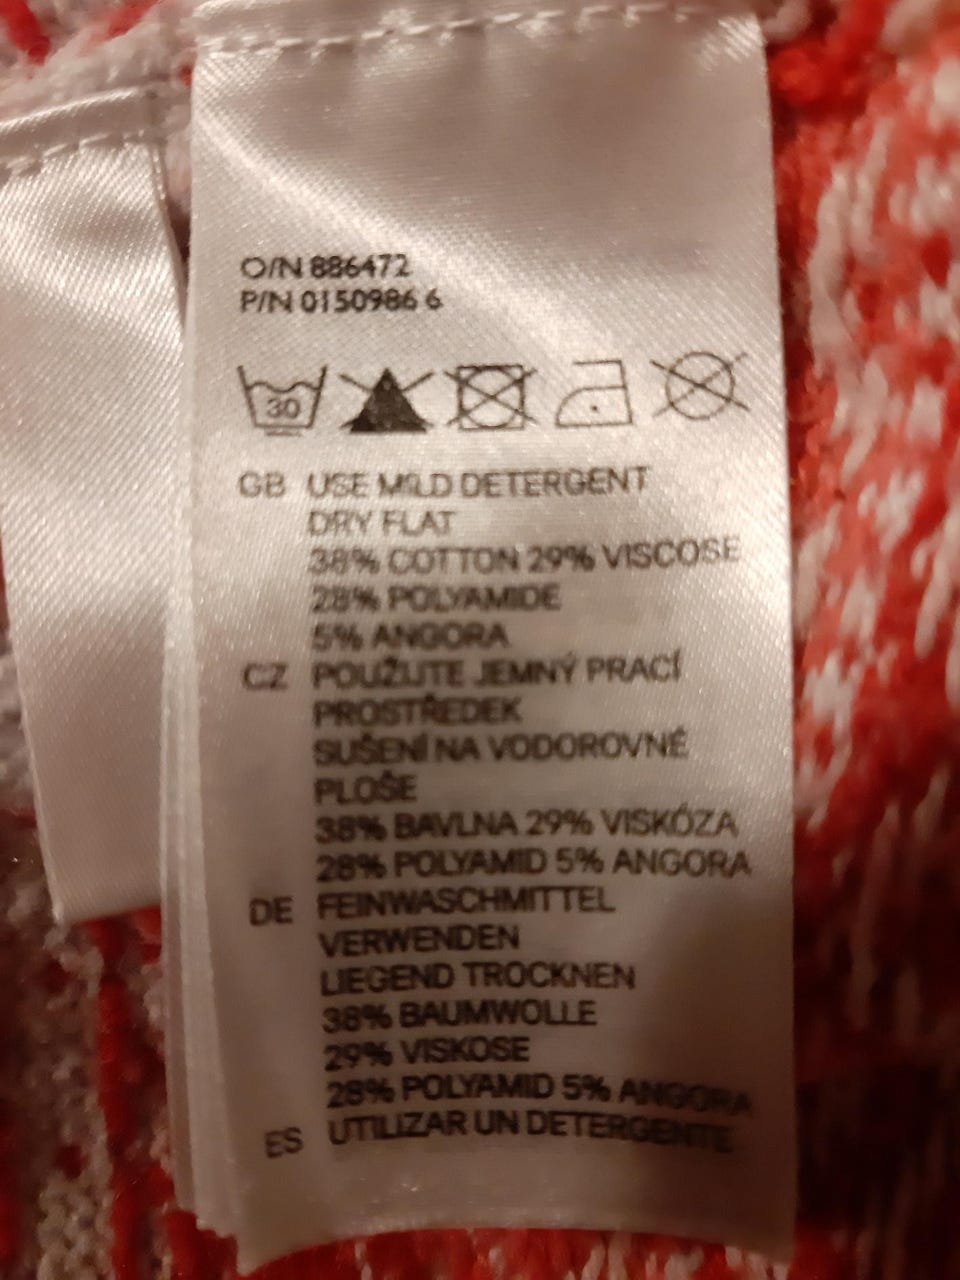 O/N 886472
P/N 0150986 6
30
GB USE MILD DETERGENT
DRY FLAT
38% COTTON 29% VISCOSE
28% POLYAMIDE
5% ANGORA
CZ POUŽIJTE JEMNÝ PRACÍ
PROSTŘEDEK
SUŠENÍ NA VODOROVNÉ
PLOŠE
38% BAVLNA 29% VISKÓZA
28% POLYAMID 5% ANGORA
DE FEINWASCHMITTEL
VERWENDEN
LIEGEND TROCKNEN
38% BAUMWOLLE
29% VISKOSE
28% POLYAMID 5% ANGORA
ES UTILIZAR UN DETERGENTE